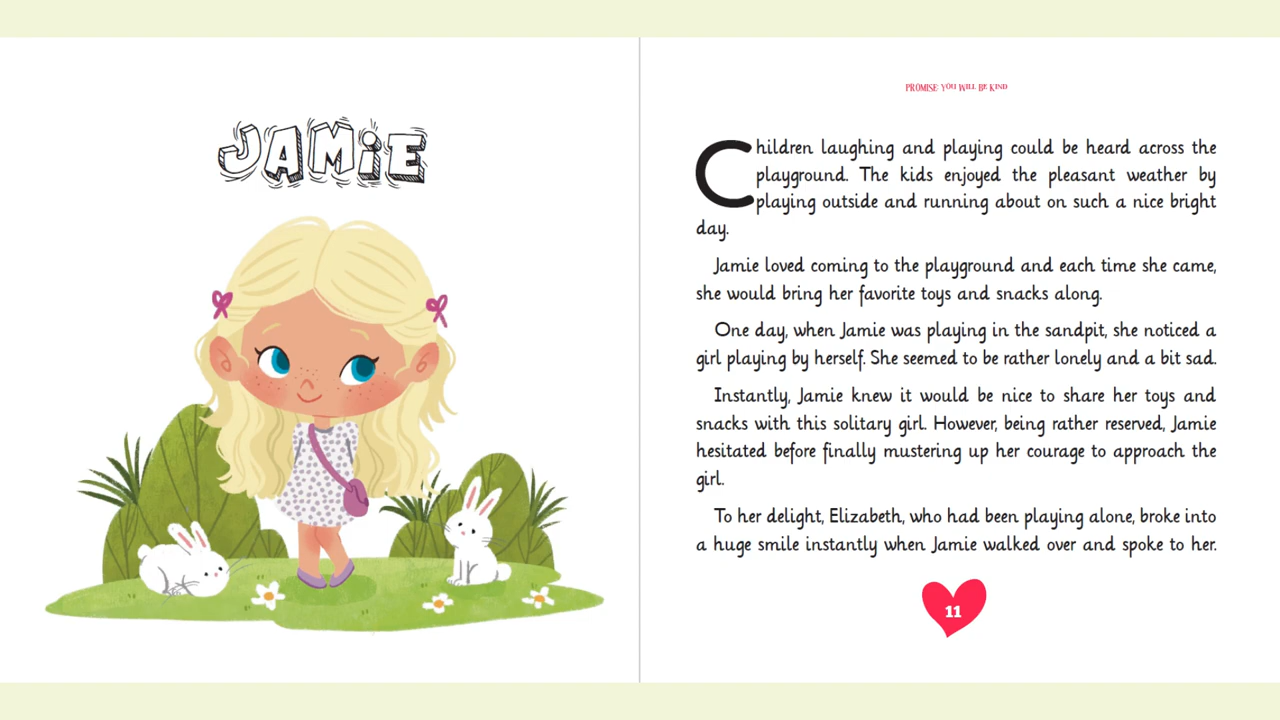 JAMiE
PROMISE YOU WILL BE KIND
Children laughing and playing could be heard across the
playground. The kids enjoyed the pleasant weather by
playing outside and running about on such a nice bright
day.
Jamie loved coming to the playground and each time she came,
she would bring her favorite toys and snacks along.
One day, when Jamie was playing in the sandpit, she noticed a
girl playing by herself. She seemed to be rather lonely and a bit sad.
Instantly, Jamie knew it would be nice to share her toys and
snacks with this solitary girl. However, being rather reserved, Jamie
hesitated before finally mustering up her courage to approach the
girl.
To her delight, Elizabeth, who had been playing alone, broke into
a huge smile instantly when Jamie walked over and spoke to her.
11